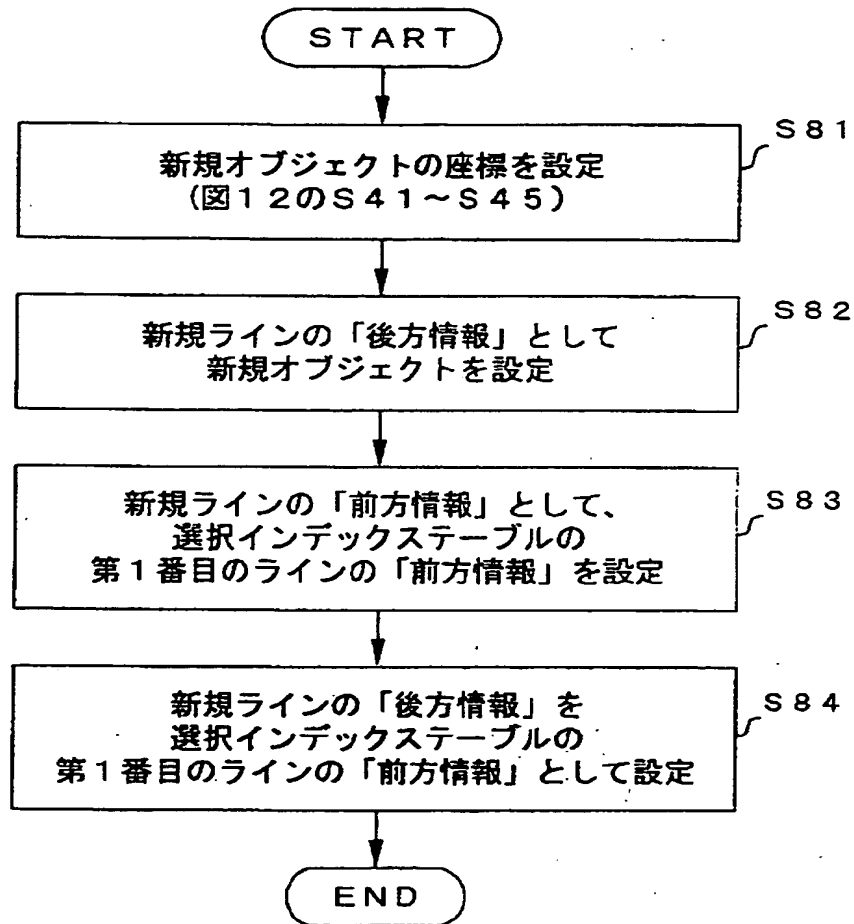 START
S81
新規オブジェクトの座標を設定
(図12のS41～S45)
S82
新規ラインの「後方情報」として
新規オブジェクトを設定
S83
新規ラインの「前方情報」として、
選択インデックステーブルの
第1番目のラインの「前方情報」を設定
S84
新規ラインの「後方情報」を
選択インデックステーブルの
第1番目のラインの「前方情報」として設定
END